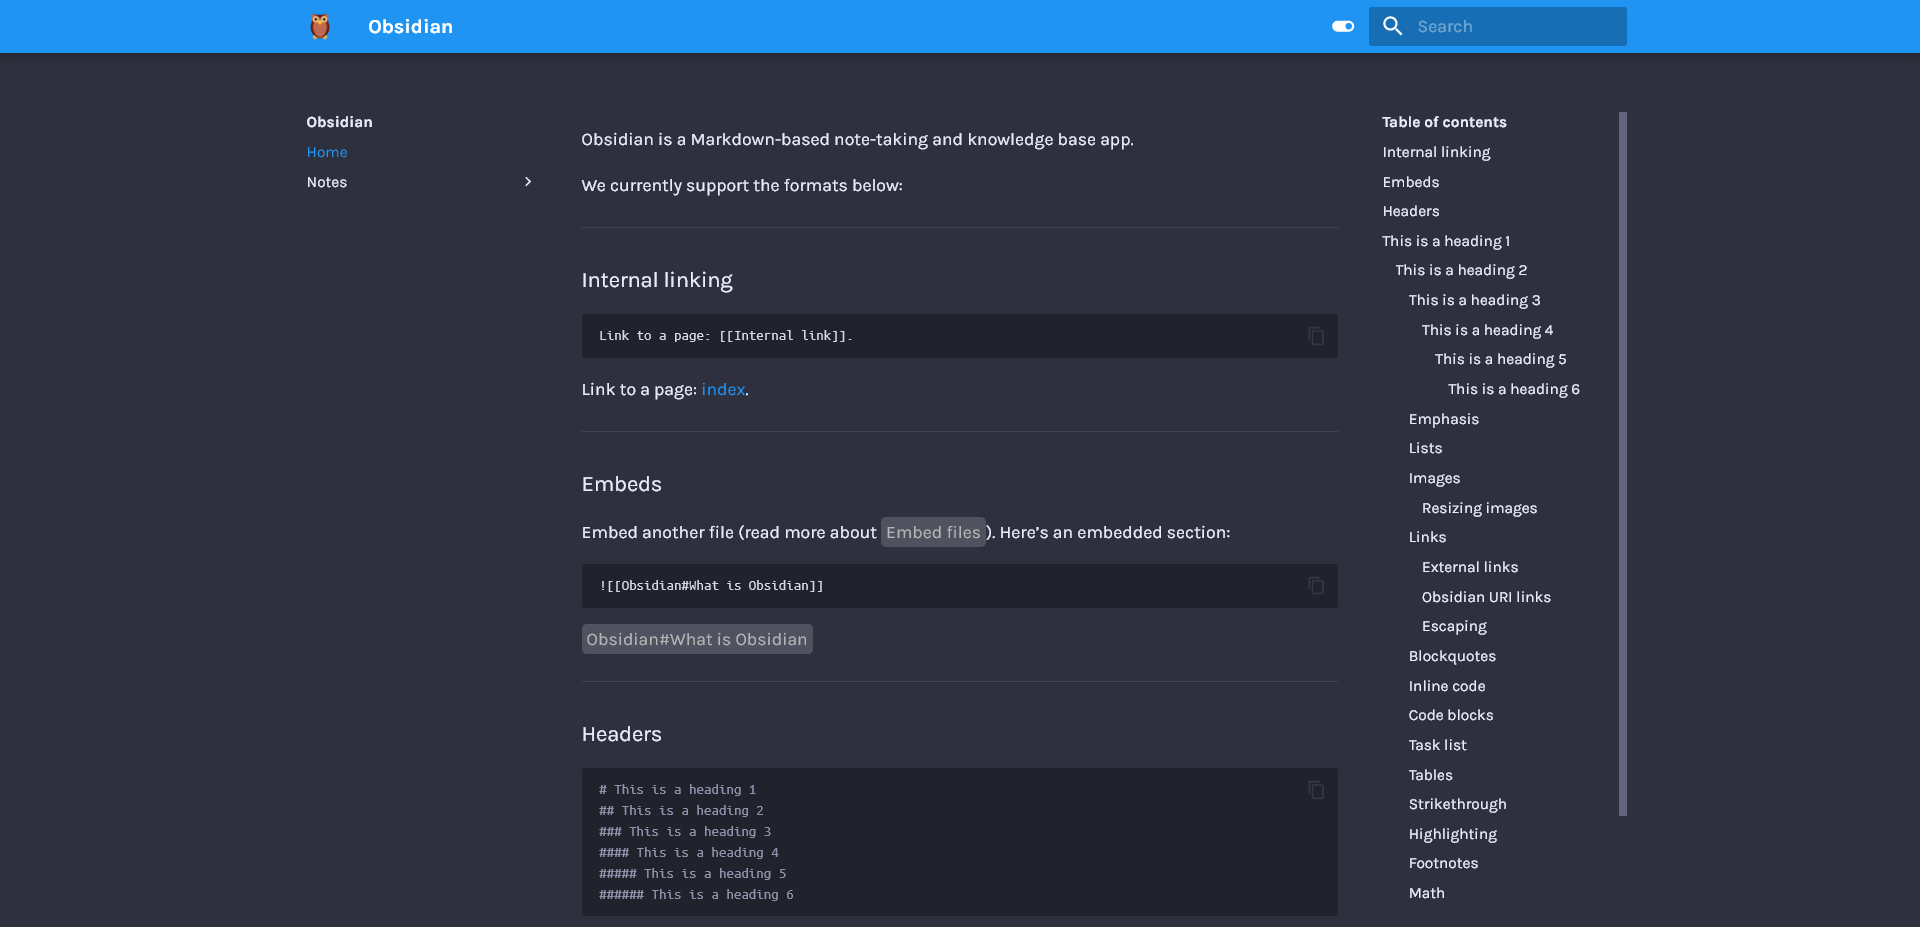 Obsidian
Search
Obsidian
Home
Notes
Obsidian is a Markdown-based note-taking and knowledge base app.
We currently support the formats below:
Internal linking
Link to a page: [[Internal link]].
Link to a page: index.
Embeds
Embed another file (read more about Embed files). Here’s an embedded section:
![[Obsidian#What is Obsidian]]
Obsidian#What is Obsidian
Headers
# This is a heading 1
## This is a heading 2
### This is a heading 3
#### This is a heading 4
##### This is a heading 5
###### This is a heading 6
Table of contents
Internal linking
Embeds
Headers
This is a heading 1
This is a heading 2
This is a heading 3
This is a heading 4
This is a heading 5
This is a heading 6
Emphasis
Lists
Images
Resizing images
Links
External links
Obsidian URI links
Escaping
Blockquotes
Inline code
Code blocks
Task list
Tables
Strikethrough
Highlighting
Footnotes
Math